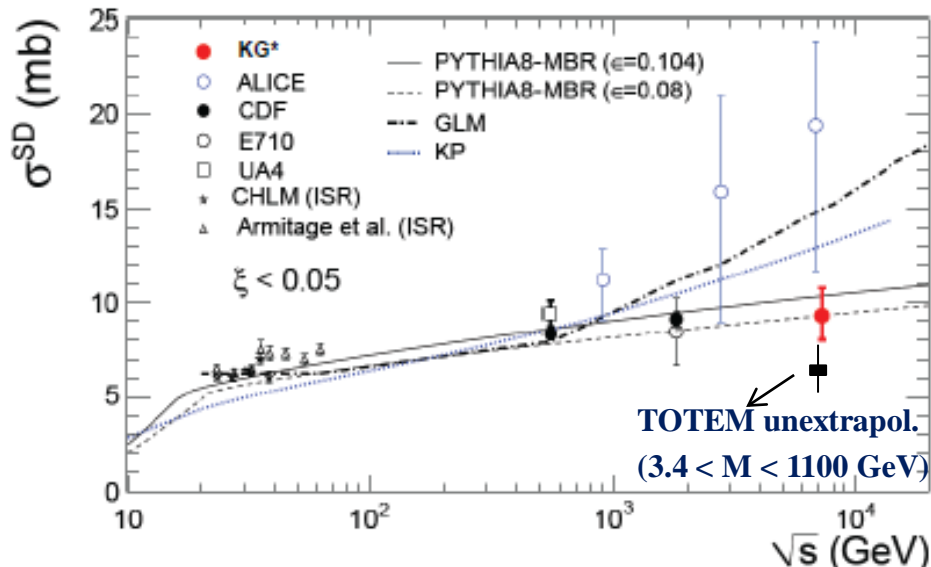 σ^SD (mb)
25
20
15
10
5
0
KG*
ALICE
CDF
E710
UA4
CHLM (ISR)
Armitage et al. (ISR)
PYTHIA8-MBR (ϵ=0.104)
PYTHIA8-MBR (ϵ=0.08)
GLM
KP
ξ < 0.05
TOTEM unextrapol.
(3.4 < M < 1100 GeV)
10 10² 10³ 10⁴
√s (GeV)